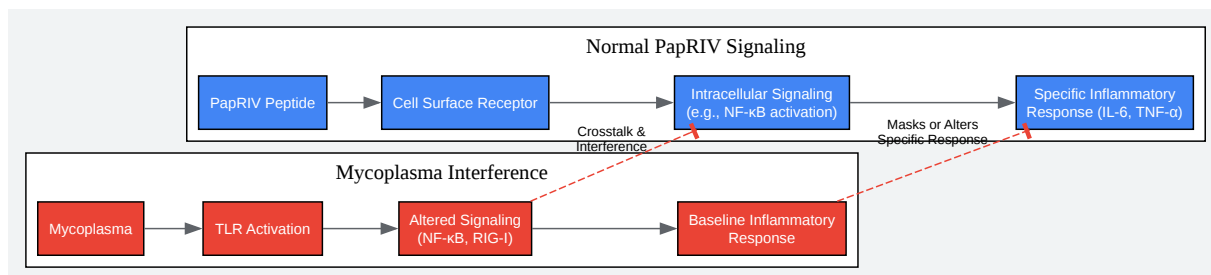 Normal PapRIV Signaling
PapRIV Peptide
Cell Surface Receptor
Intracellular Signaling
(e.g., NF-κB activation)
Specific Inflammatory
Response (IL-6, TNF-α)
Crosstalk &
Interference
Masks or Alters
Specific Response
Mycoplasma Interference
Mycoplasma
TLR Activation
Altered Signaling
(NF-κB, RIG-I)
Baseline Inflammatory
Response